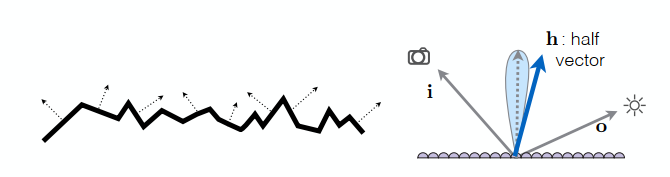 h : half
vector
i
o